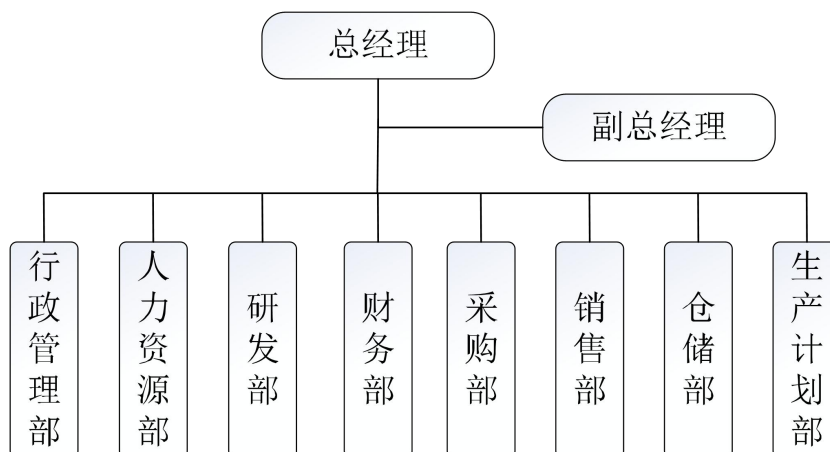 总经理
副总经理
行政管理部
人力资源部
研发部
财务部
采购部
销售部
仓储部
生产计划部